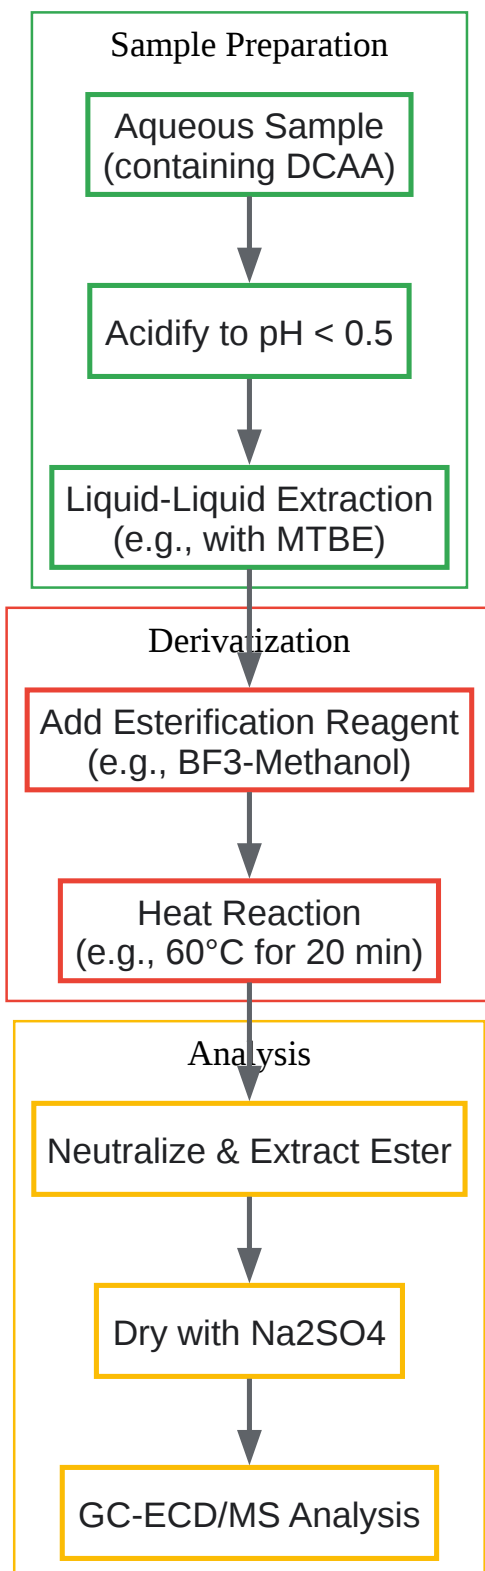 Sample Preparation
Aqueous Sample
(containing DCAA)
Acidify to pH < 0.5
Liquid-Liquid Extraction
(e.g., with MTBE)
Derivatization
Add Esterification Reagent
(e.g., BF3-Methanol)
Heat Reaction
(e.g., 60°C for 20 min)
Analysis
Neutralize & Extract Ester
Dry with Na2SO4
GC-ECD/MS Analysis